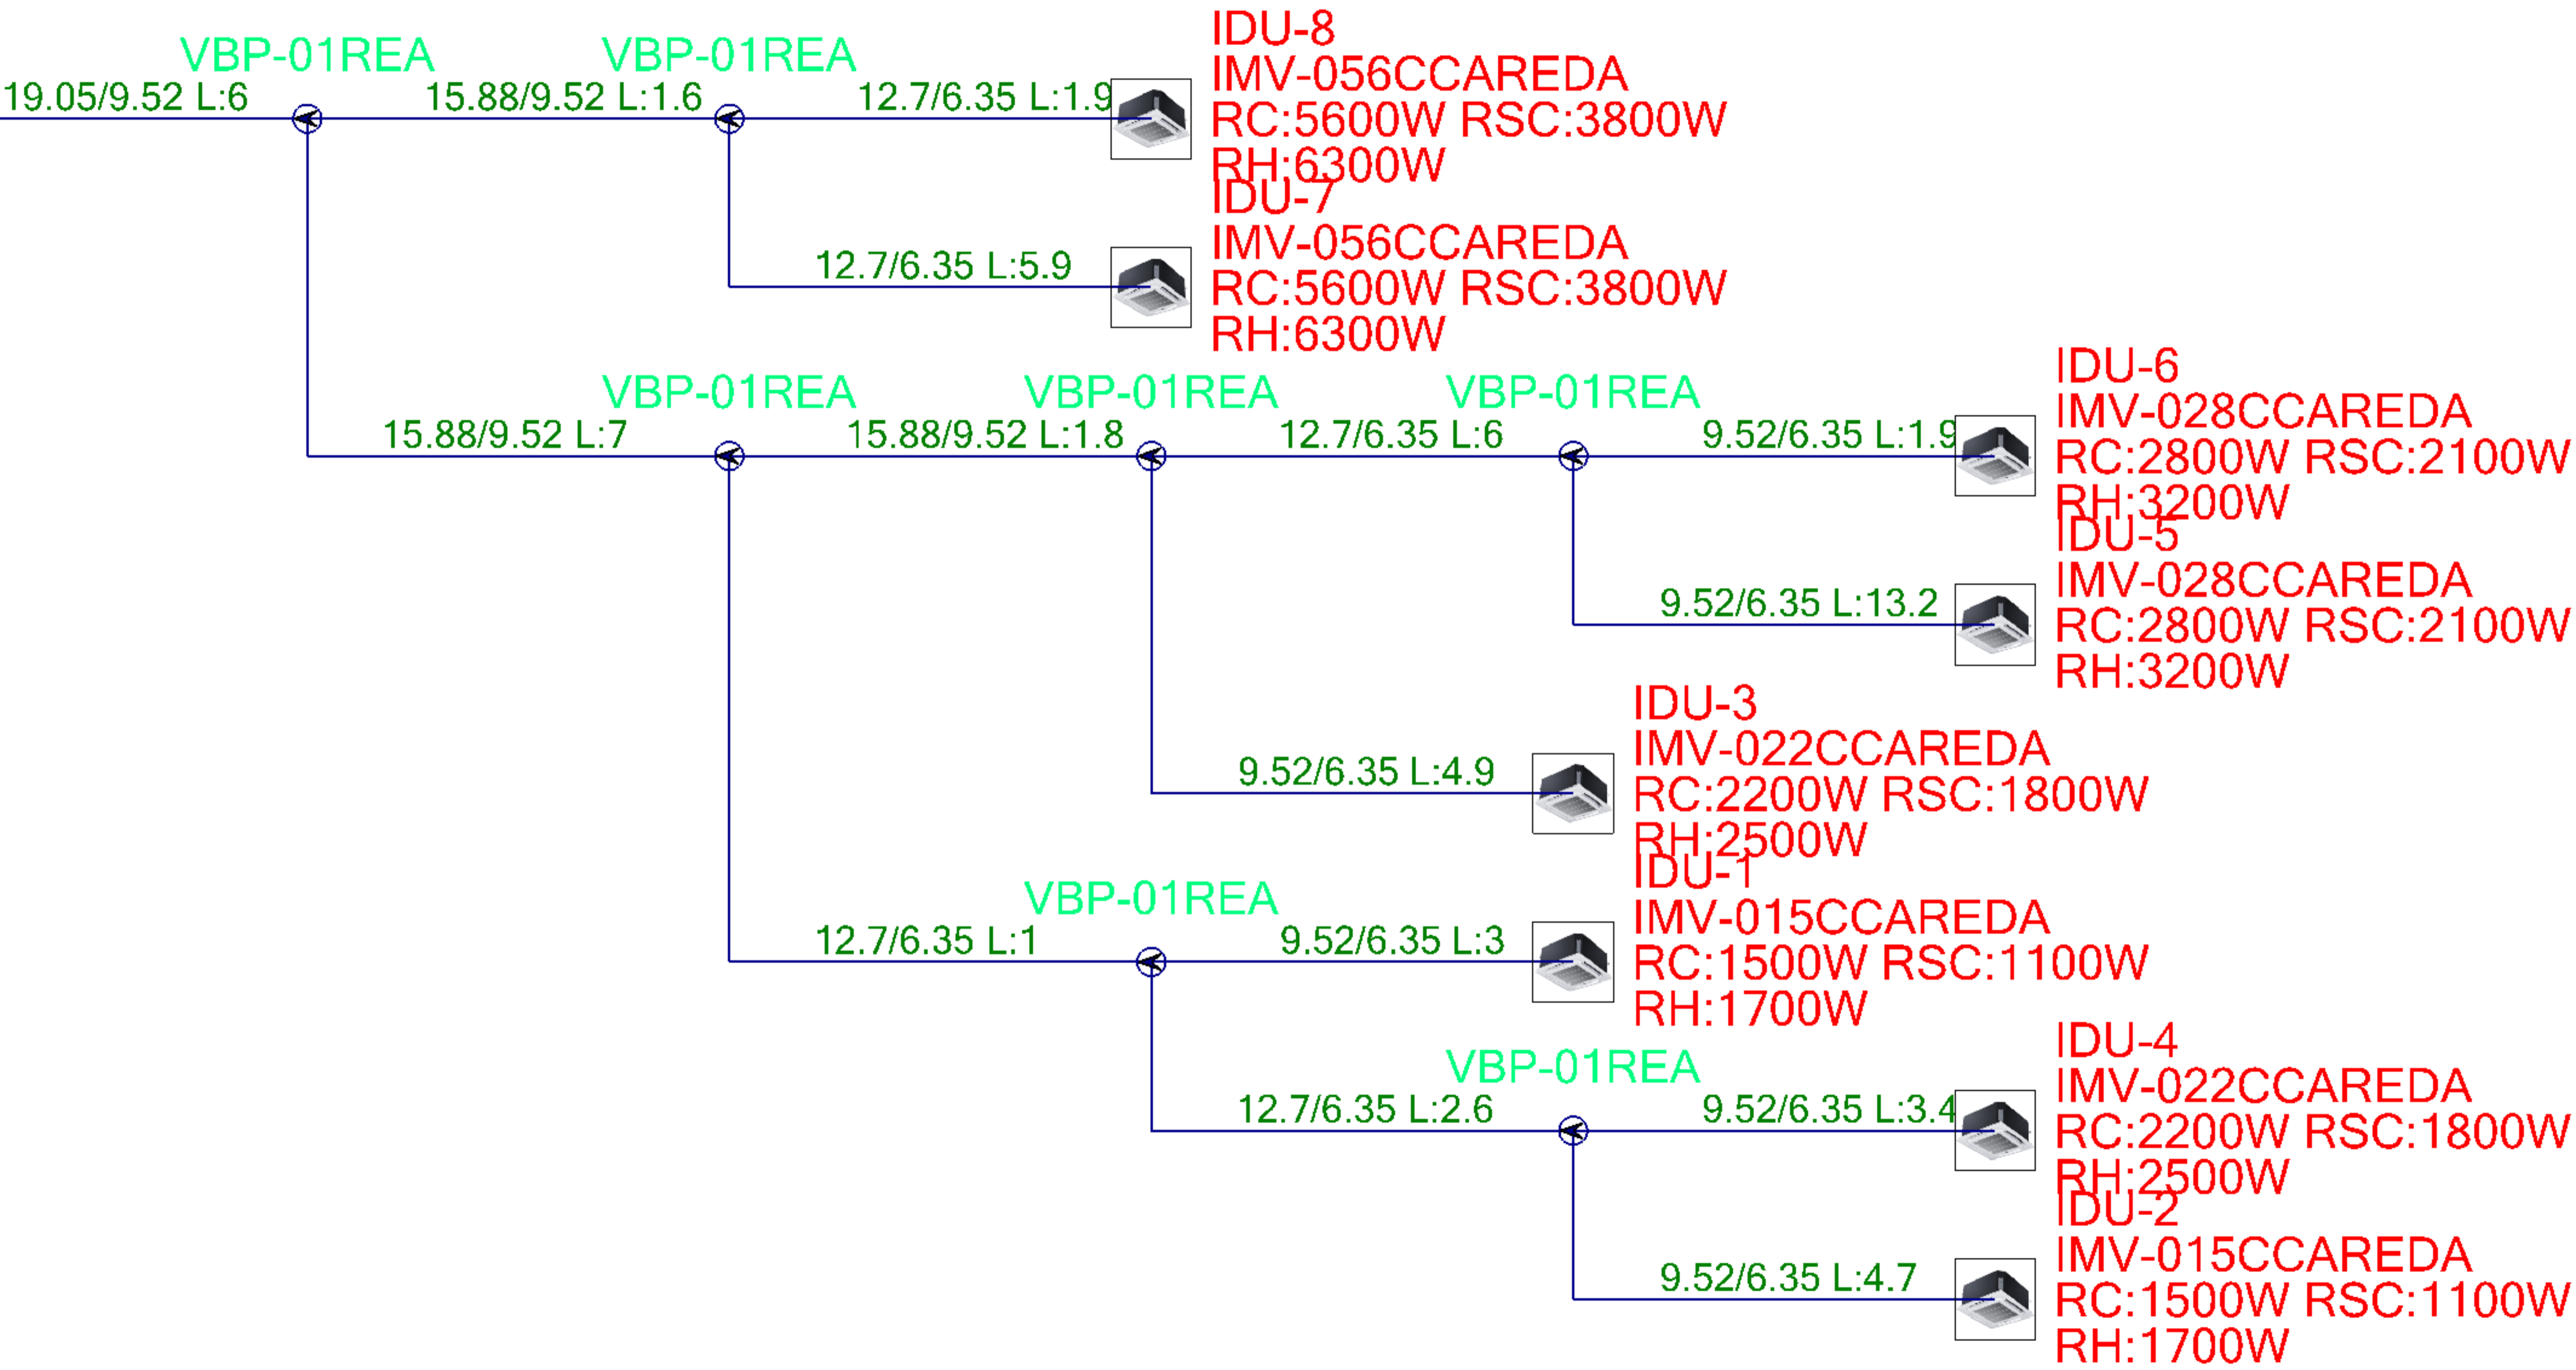 VBP-01REA
VBP-01REA
19.05/9.52 L:6
15.88/9.52 L:1.6
12.7/6.35 L:1.9
IDU-8
IMV-056CCAREDA
RC:5600W RSC:3800W
RH:6300W
12.7/6.35 L:5.9
IDU-7
IMV-056CCAREDA
RC:5600W RSC:3800W
RH:6300W
VBP-01REA
VBP-01REA
VBP-01REA
15.88/9.52 L:7
15.88/9.52 L:1.8
12.7/6.35 L:6
9.52/6.35 L:1.9
IDU-6
IMV-028CCAREDA
RC:2800W RSC:2100W
RH:3200W
9.52/6.35 L:13.2
IDU-5
IMV-028CCAREDA
RC:2800W RSC:2100W
RH:3200W
9.52/6.35 L:4.9
IDU-3
IMV-022CCAREDA
RC:2200W RSC:1800W
RH:2500W
VBP-01REA
12.7/6.35 L:1
9.52/6.35 L:3
IDU-1
IMV-015CCAREDA
RC:1500W RSC:1100W
RH:1700W
VBP-01REA
12.7/6.35 L:2.6
9.52/6.35 L:3.4
IDU-4
IMV-022CCAREDA
RC:2200W RSC:1800W
RH:2500W
9.52/6.35 L:4.7
IDU-2
IMV-015CCAREDA
RC:1500W RSC:1100W
RH:1700W